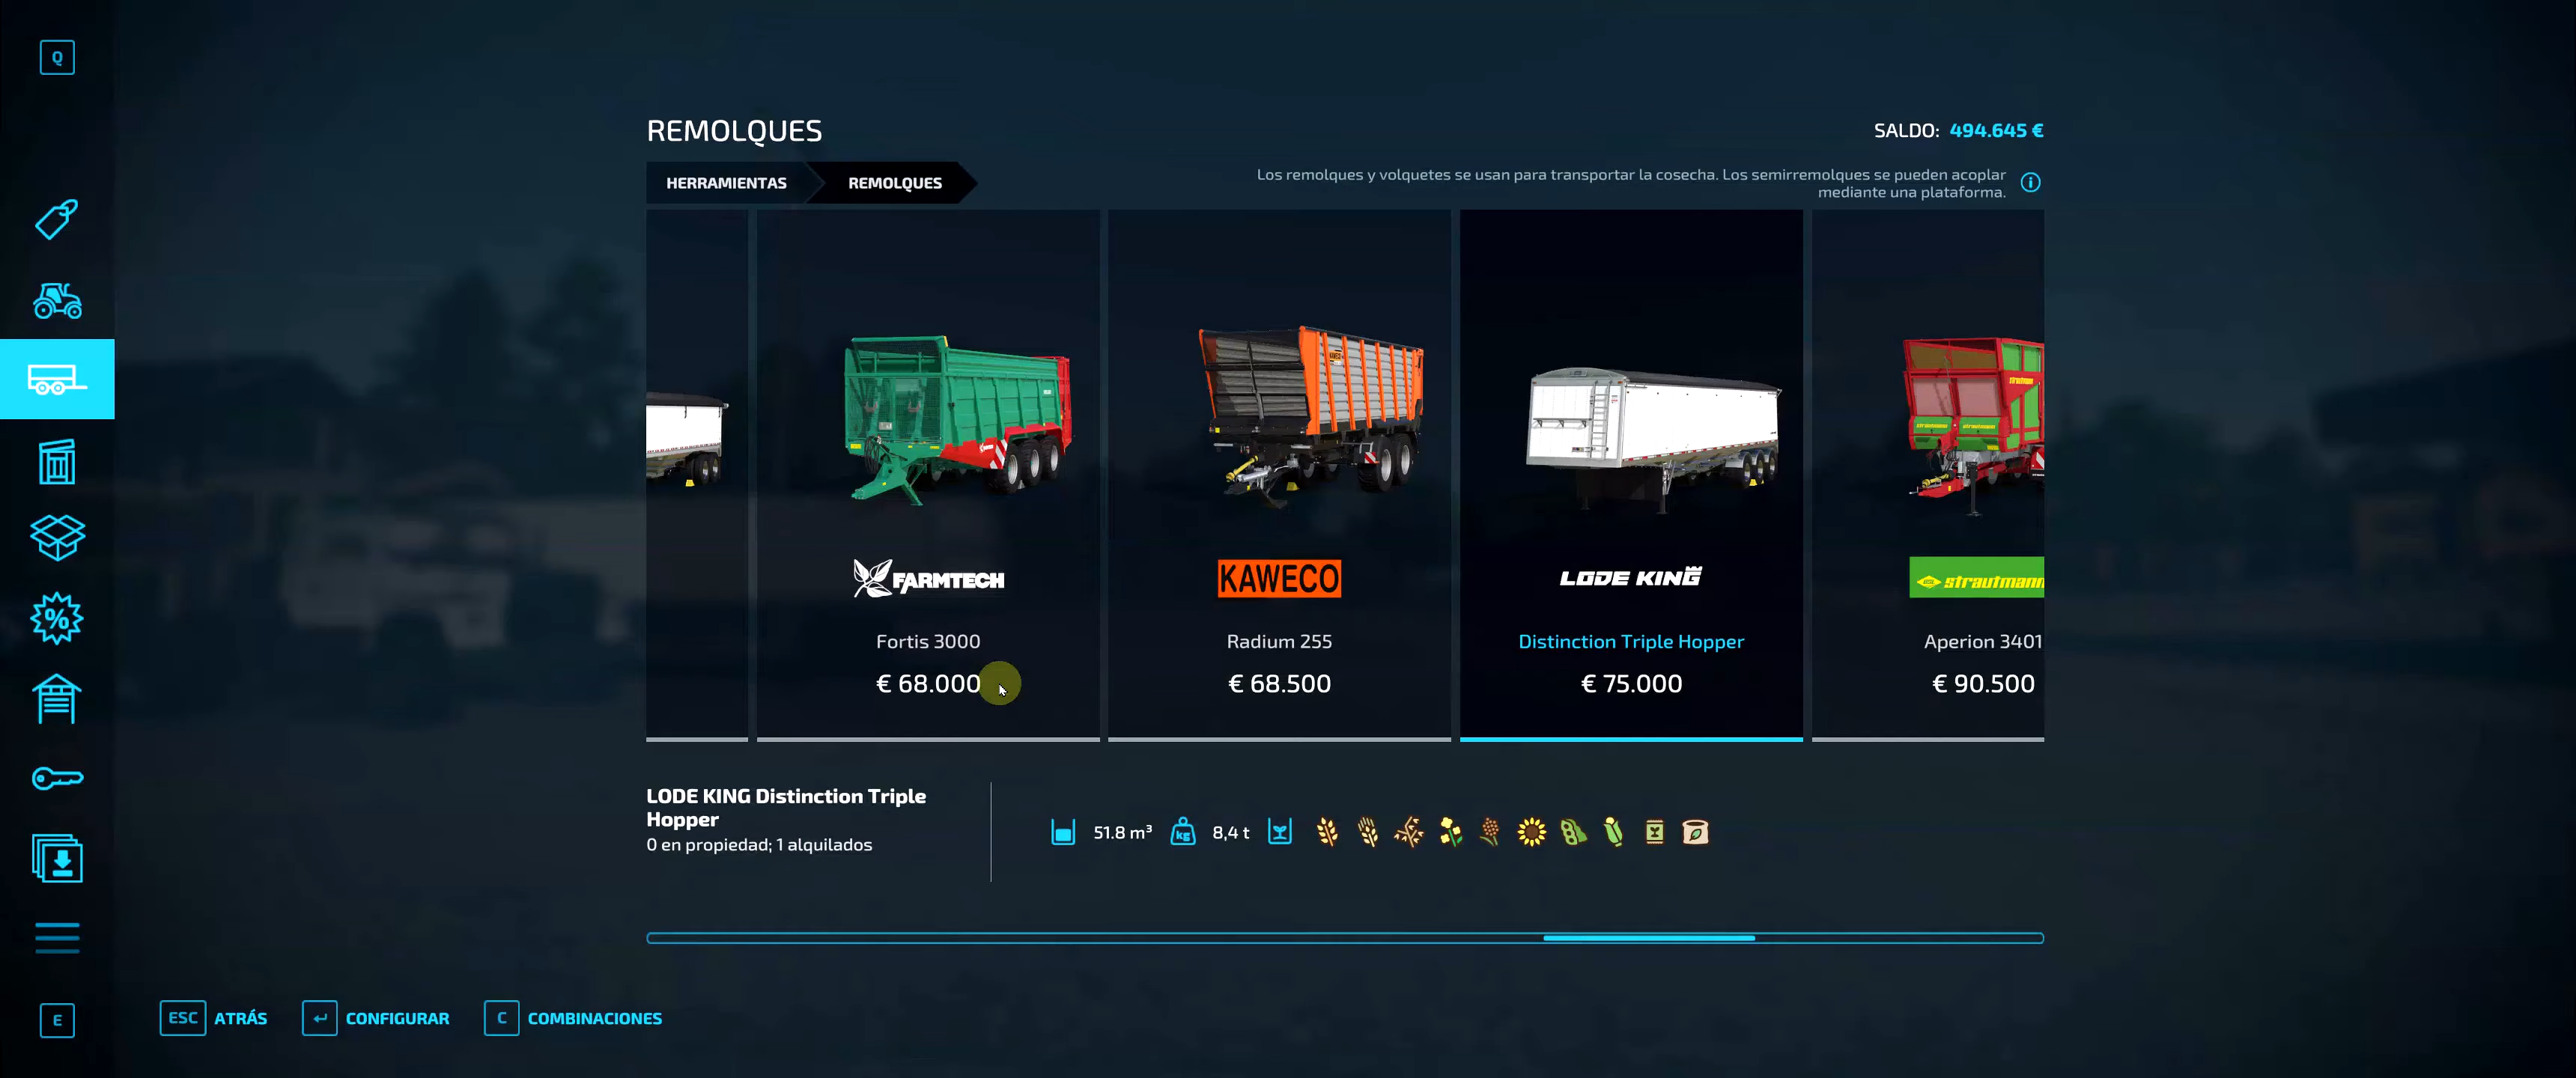 Q
REMOLQUES
SALDO: 494.645 €
HERRAMIENTAS
REMOLQUES
Los remolques y volquetes se usan para transportar la cosecha. Los semirremolques se pueden acoplar
mediante una plataforma.
FARMTECH
KAWECO
LODE KING
strautmann
Fortis 3000
Radium 255
Distinction Triple Hopper
Aperion 3401
€ 68.000
€ 68.500
€ 75.000
€ 90.500
LODE KING Distinction Triple
Hopper
0 en propiedad; 1 alquilados
51.8 m³
kg
8,4 t
E
ESC ATRÁS
CONFIGURAR
C COMBINACIONES